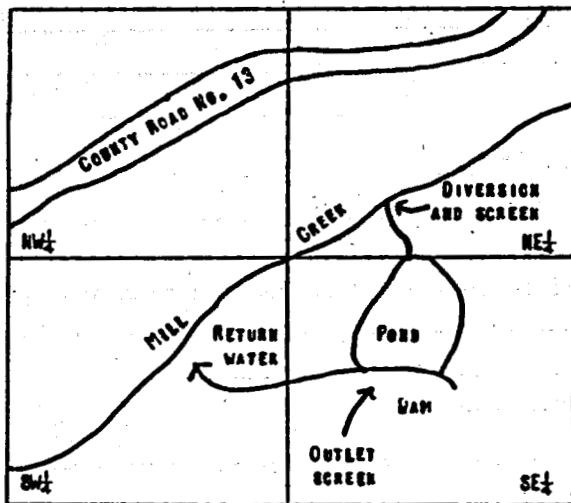 COUNTY ROAD NO. 13
DIVERSION
AND SCREEN
CREEK
NW¼
NE¼
MILL
RETURN
WATER
POND
DAM
OUTLET
SCREEN
SW¼
SE¼